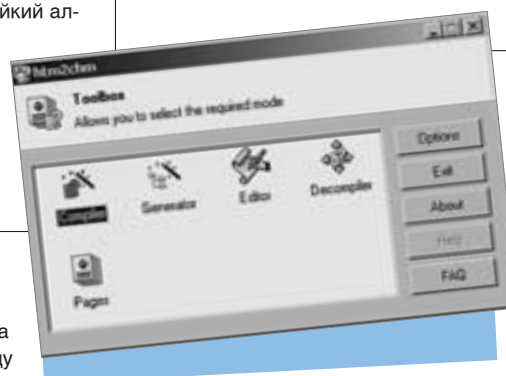 йкий ал-
htm2chm
Toolbox
Allows you to select the required mode
Compiler
Generator
Editor
Decompiler
Pages
Options
Exit
About
Help
FAQ
а
ду